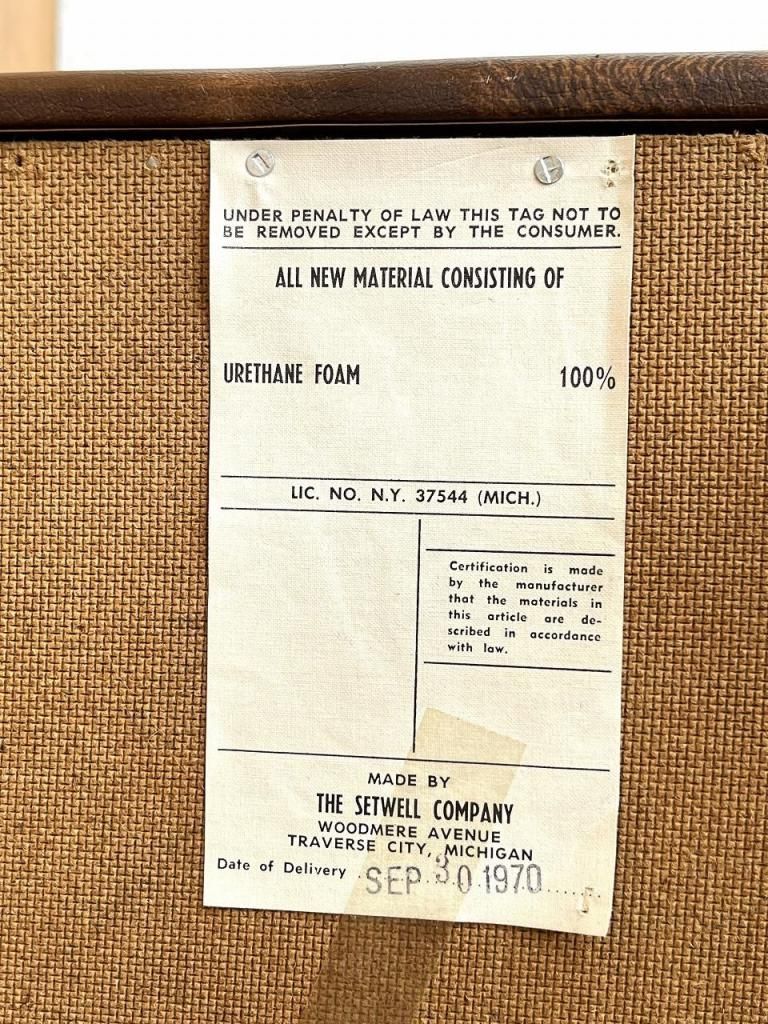 UNDER PENALTY OF LAW THIS TAG NOT TO
BE REMOVED EXCEPT BY THE CONSUMER.
ALL NEW MATERIAL CONSISTING OF
URETHANE FOAM 100%
LIC. NO. N.Y. 37544 (MICH.)
Certification is made
by the manufacturer
that the materials in
this article are de-
scribed in accordance
with law.
MADE BY
THE SETWELL COMPANY
WOODMERE AVENUE
TRAVERSE CITY, MICHIGAN
Date of Delivery SEP 30 1970